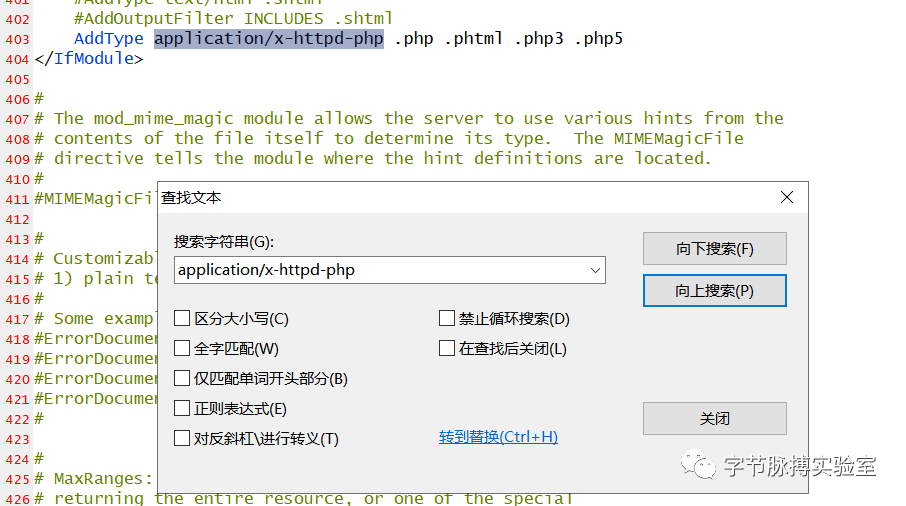 401 #AddType text/html .shtml
402 #AddOutputFilter INCLUDES .shtml
403 AddType application/x-httpd-php .php .phtml .php3 .php5
404 </IfModule>
405
406 #
407 # The mod_mime_magic module allows the server to use various hints from the
408 # contents of the file itself to determine its type.  The MIMEMagicFile
409 # directive tells the module where the hint definitions are located.
410 #
411 #MIMEMagicFi
412
413 #
414 # Customizabl
415 # 1) plain te
416 #
417 # Some exampl
418 #ErrorDocumen
419 #ErrorDocumen
420 #ErrorDocumen
421 #ErrorDocumen
422 #
423
424 #
425 # MaxRanges:
426 # returning the entire resource, or one of the special
查找文本
搜索字符串(G):
application/x-httpd-php
向下搜索(F)
向上搜索(P)
区分大小写(C)
禁止循环搜索(D)
全字匹配(W)
在查找后关闭(L)
仅匹配单词开头部分(B)
正则表达式(E)
关闭
对反斜杠\进行转义(T)
转到替换(Ctrl+H)
字节脉搏实验室